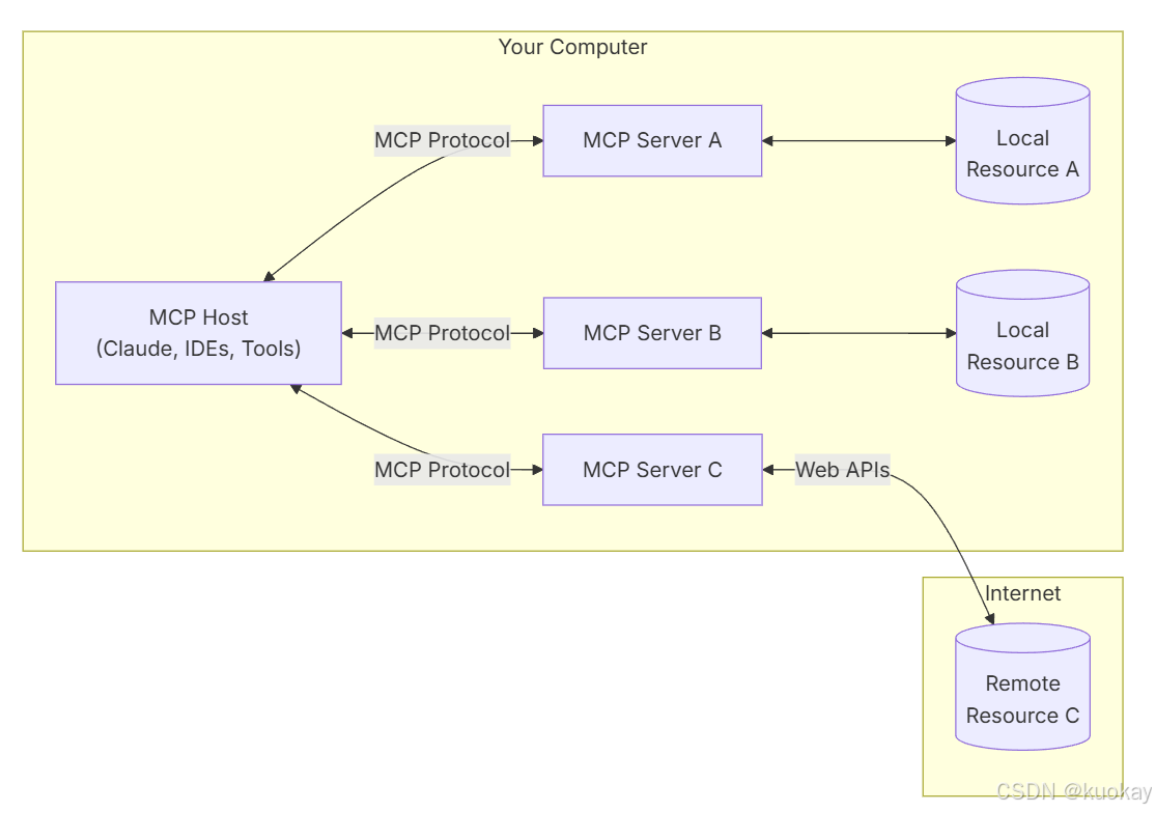 Your Computer
MCP Protocol
MCP Server A
Local
Resource A
MCP Host
(Claude, IDEs, Tools)
MCP Protocol
MCP Server B
Local
Resource B
MCP Protocol
MCP Server C
Web APIs
Internet
Remote
Resource C
CSDN @kuokay